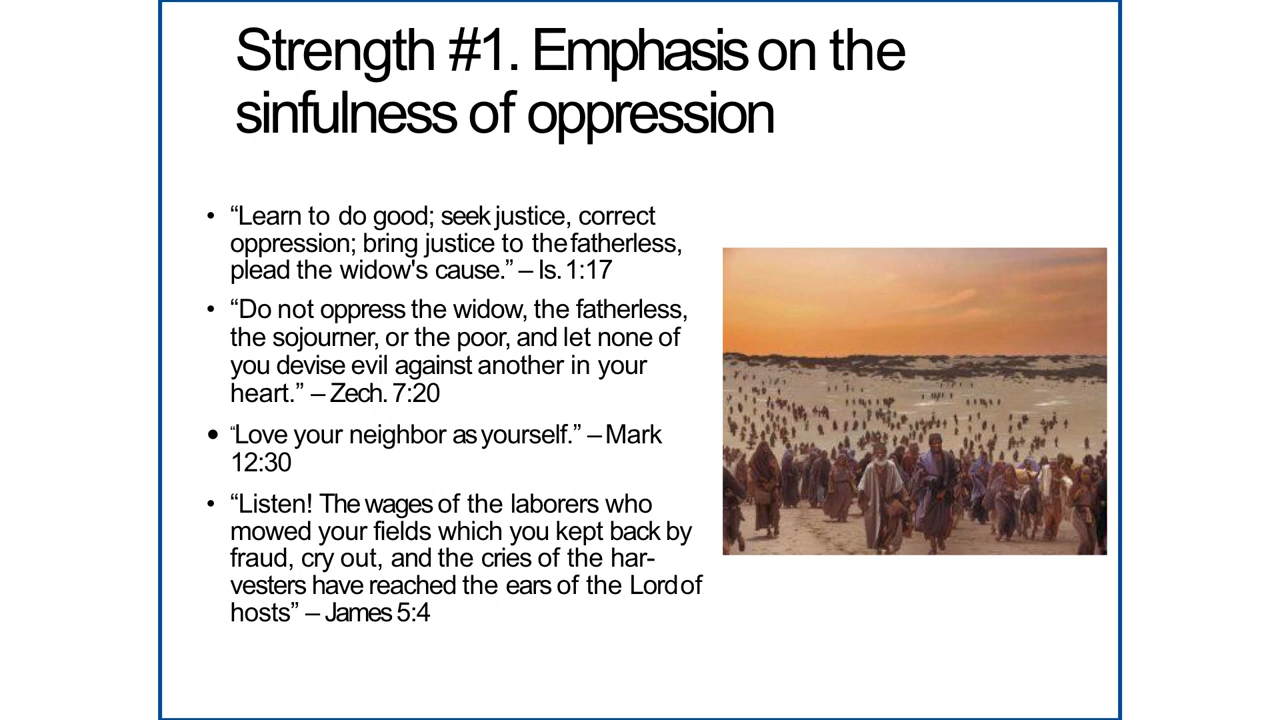 Strength #1. Emphasis on the
sinfulness of oppression
• “Learn to do good; seek justice, correct
oppression; bring justice to the fatherless,
plead the widow's cause.” – Is. 1:17
• “Do not oppress the widow, the fatherless,
the sojourner, or the poor, and let none of
you devise evil against another in your
heart.” – Zech. 7:20
• “Love your neighbor as yourself.” – Mark
12:30
• “Listen! The wages of the laborers who
mowed your fields which you kept back by
fraud, cry out, and the cries of the har-
vesters have reached the ears of the Lord of
hosts” – James 5:4